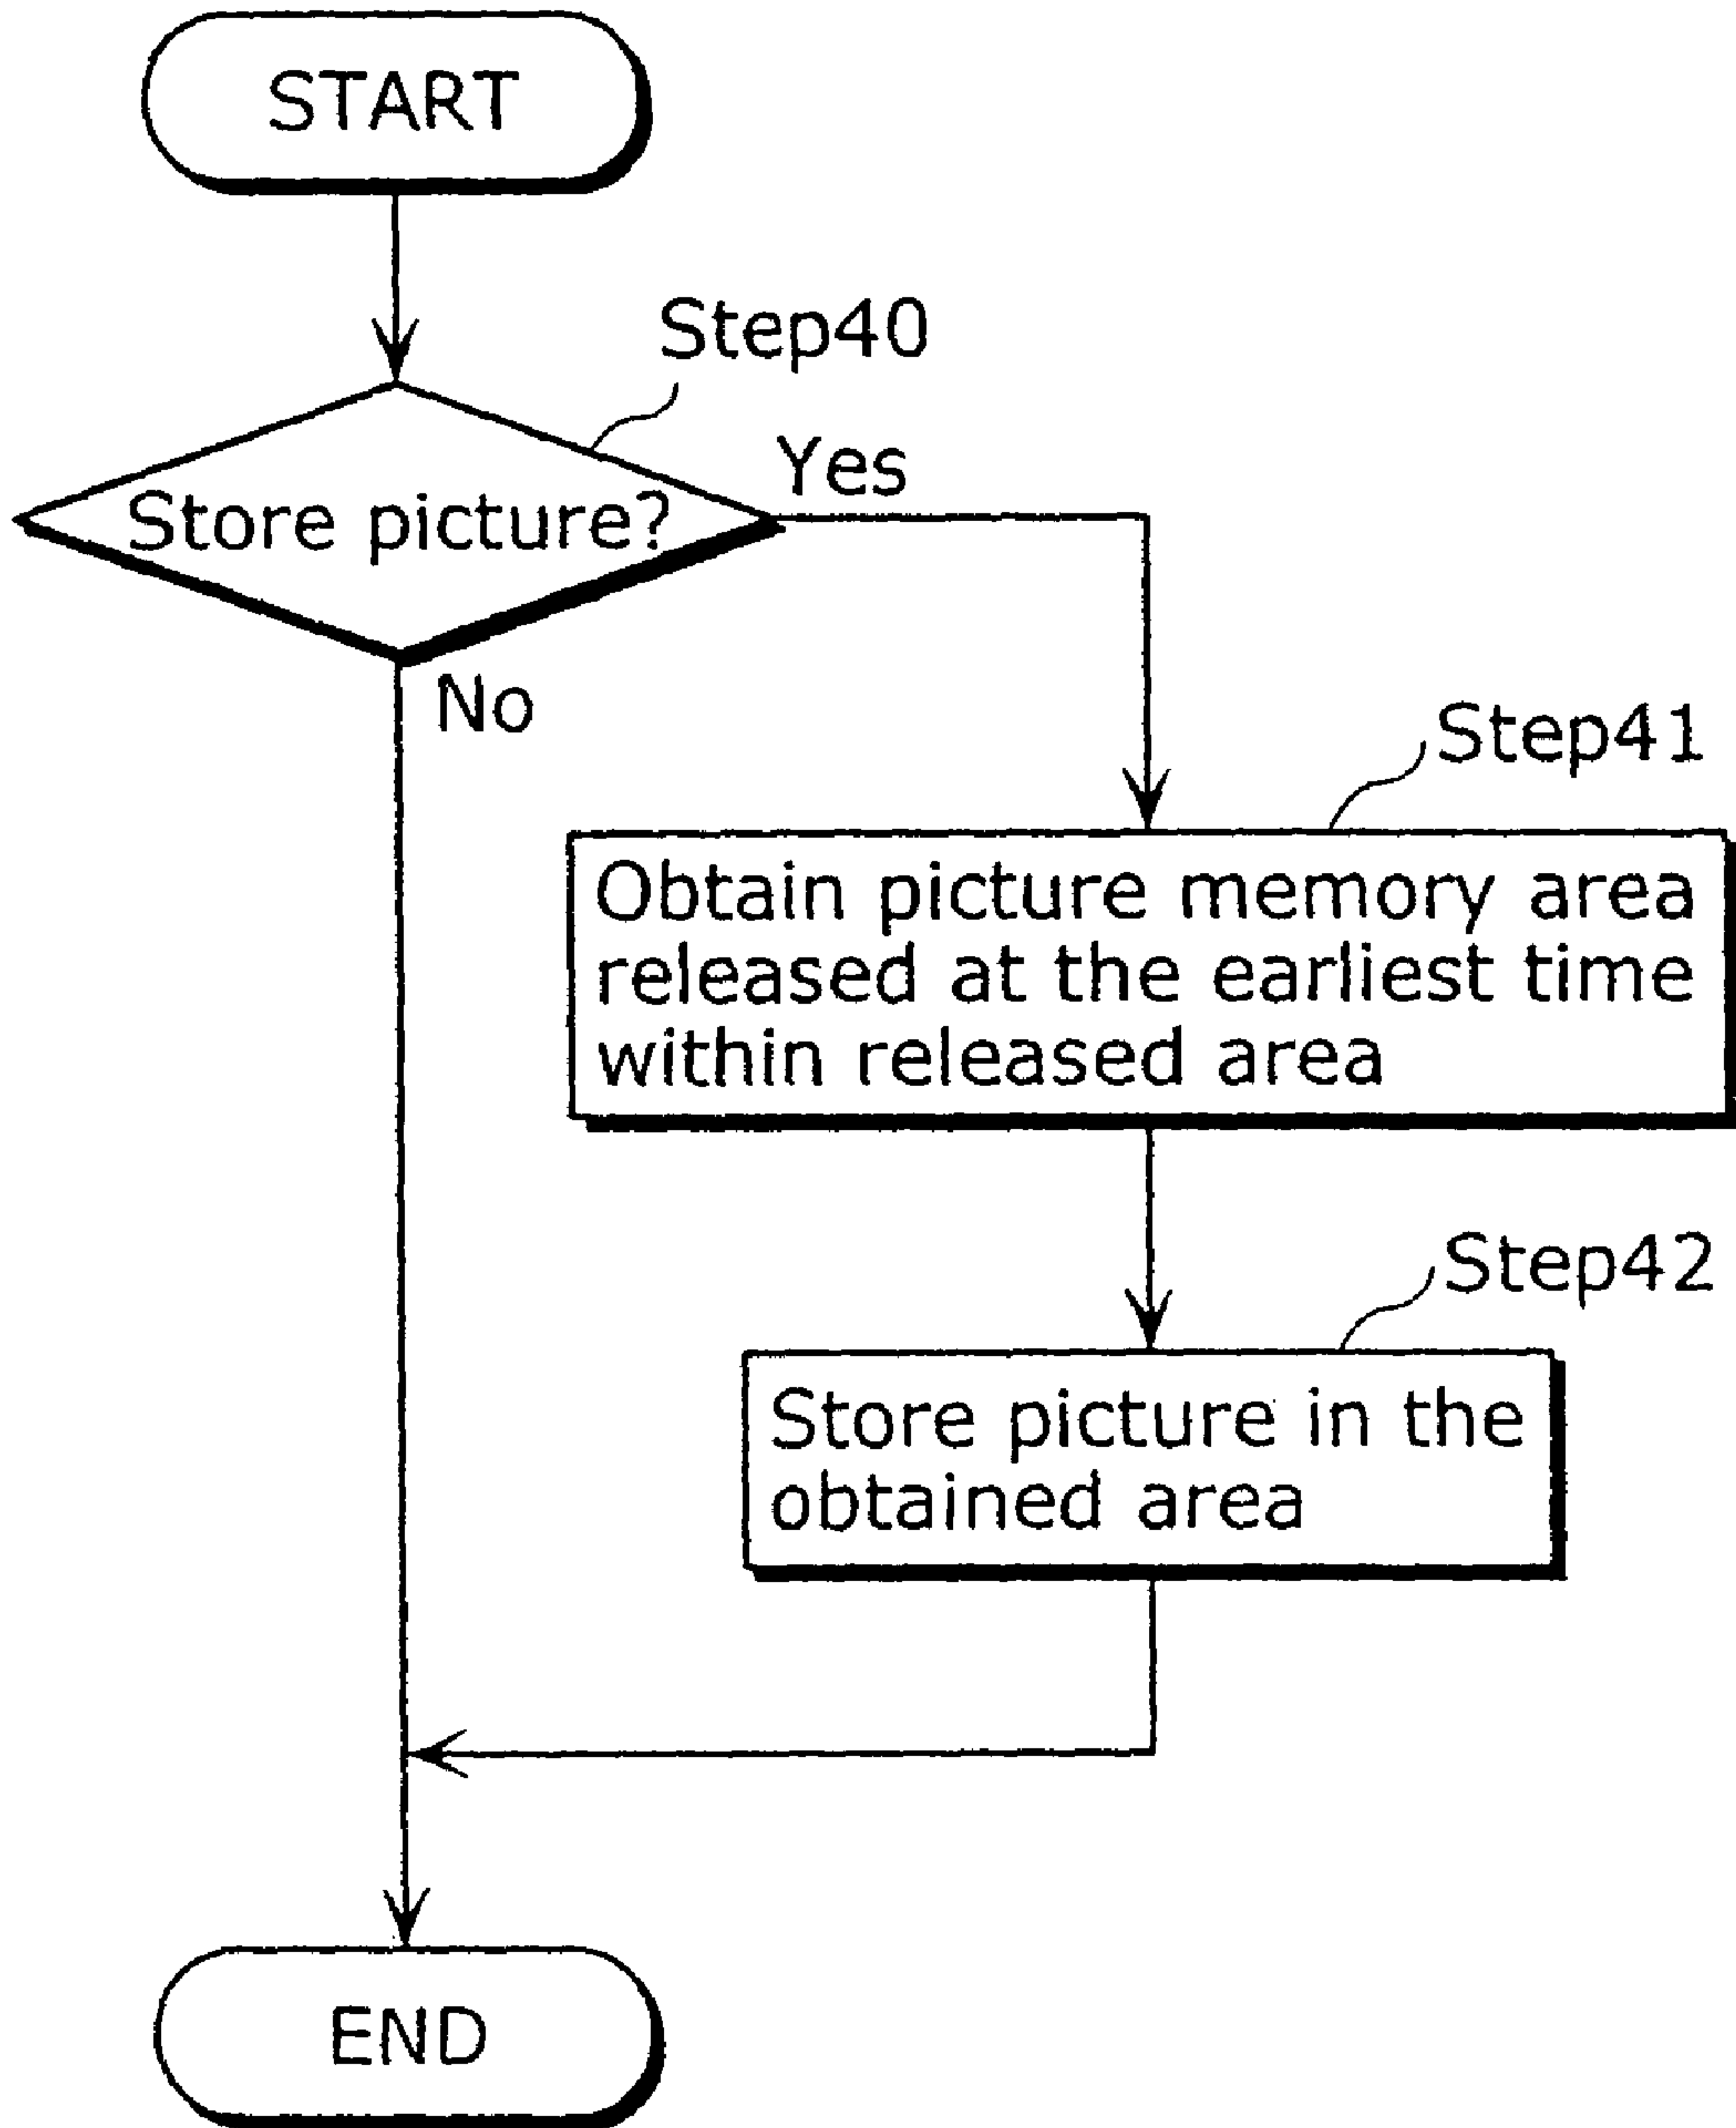 START
Step40
Yes
Store picture?
No
Step41
Obtain picture memory area
released at the earliest time
within released area
Step42
Store picture in the
obtained area
END